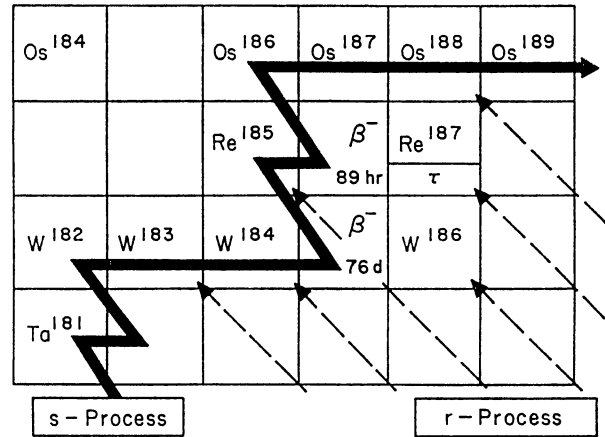 Os184 Os186 Os187 Os188 Os189
Re185 β− Re187
89 hr τ
W182 W183 W184 β− W186
76 d
Ta181
s - Process r - Process